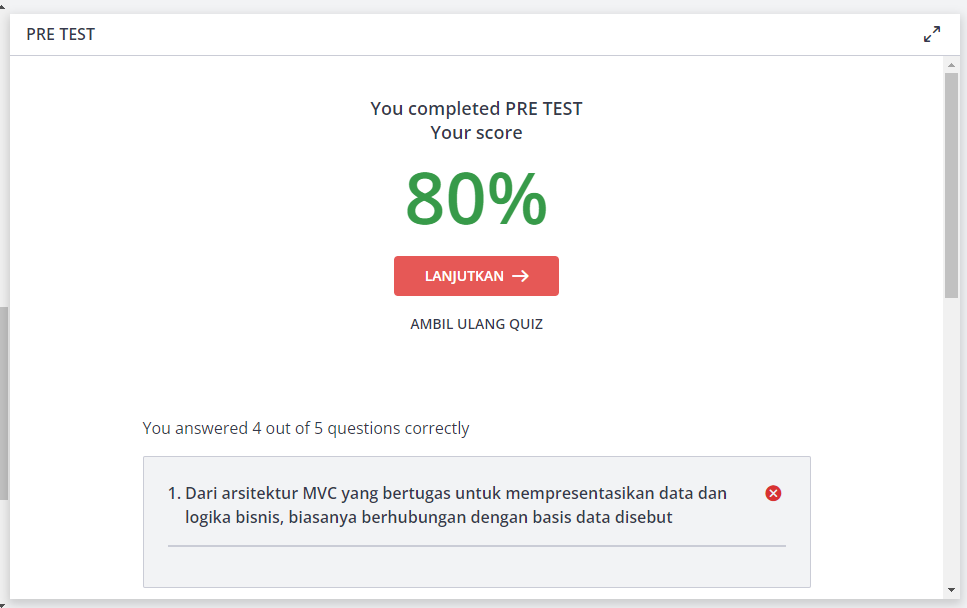 PRE TEST
You completed PRE TEST
Your score
80%
LANJUTKAN
AMBIL ULANG QUIZ
You answered 4 out of 5 questions correctly
1. Dari arsitektur MVC yang bertugas untuk mempresentasikan data dan
logika bisnis, biasanya berhubungan dengan basis data disebut